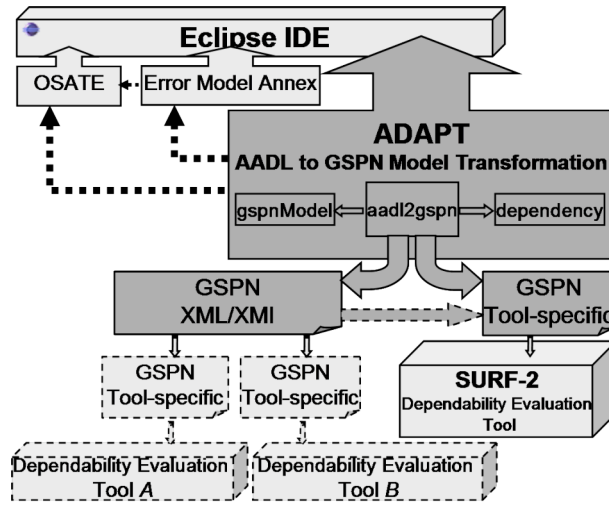 Eclipse IDE
OSATE
Error Model Annex
ADAPT
AADL to GSPN Model Transformation
gspnModel
aadl2gspn
dependency
GSPN
XML/XMI
GSPN
Tool-specific
GSPN
Tool-specific
GSPN
Tool-specific
SURF-2
Dependability Evaluation
Tool
Dependability Evaluation
Tool A
Dependability Evaluation
Tool B